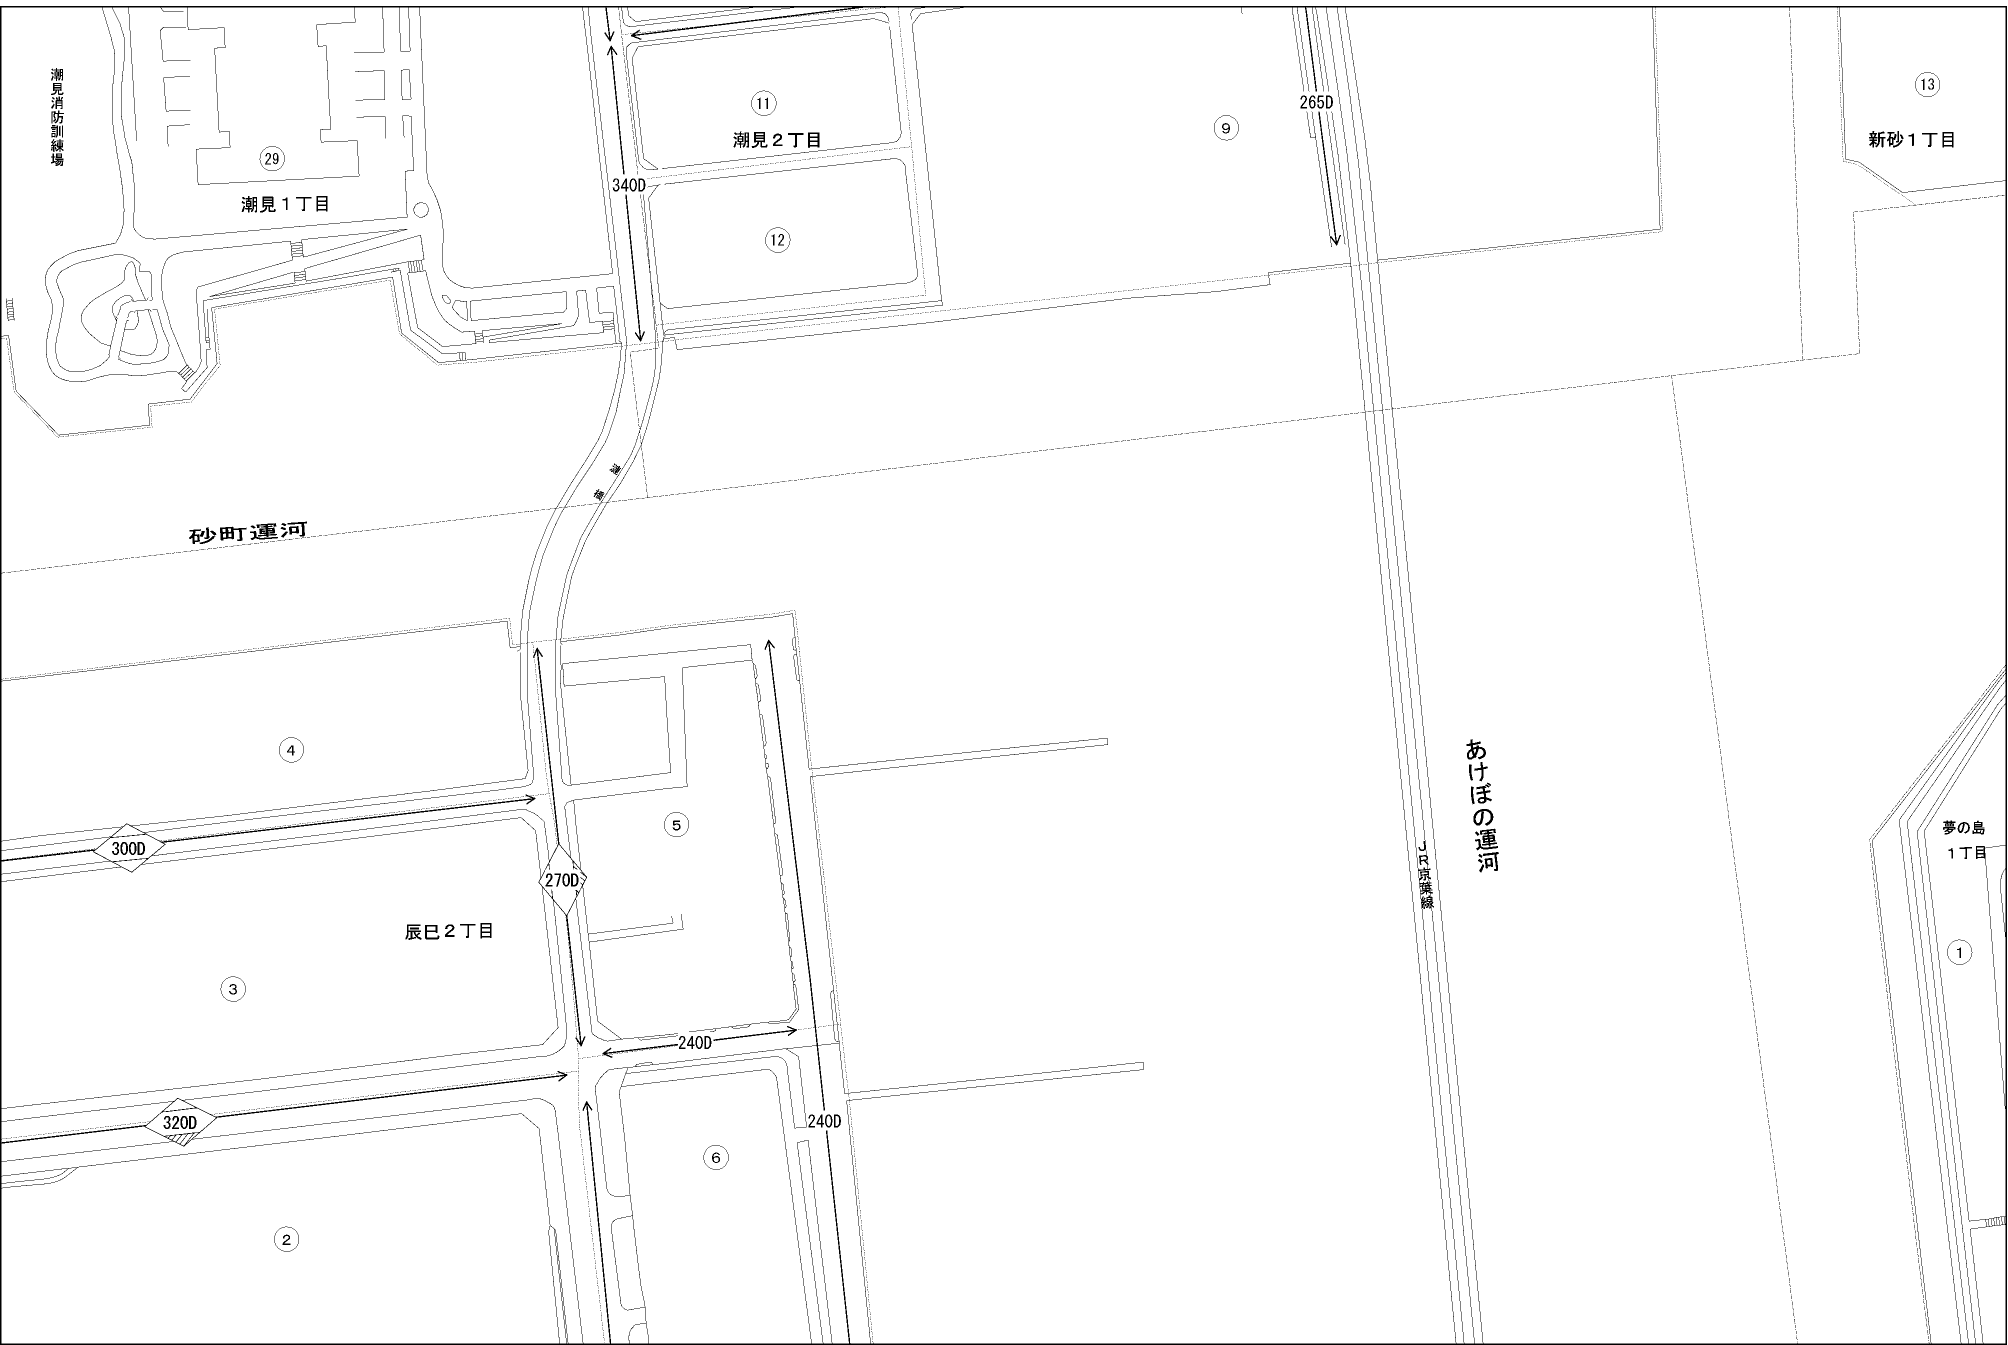 潮見消防訓練場
29
潮見1丁目
11
潮見2丁目
340D
12
9
265D
13
新砂1丁目
漣橋
砂町運河
4
300D
5
270D
辰巳2丁目
3
240D
320D
240D
6
2
あけぼの運河
JR京葉線
夢の島
1丁目
1